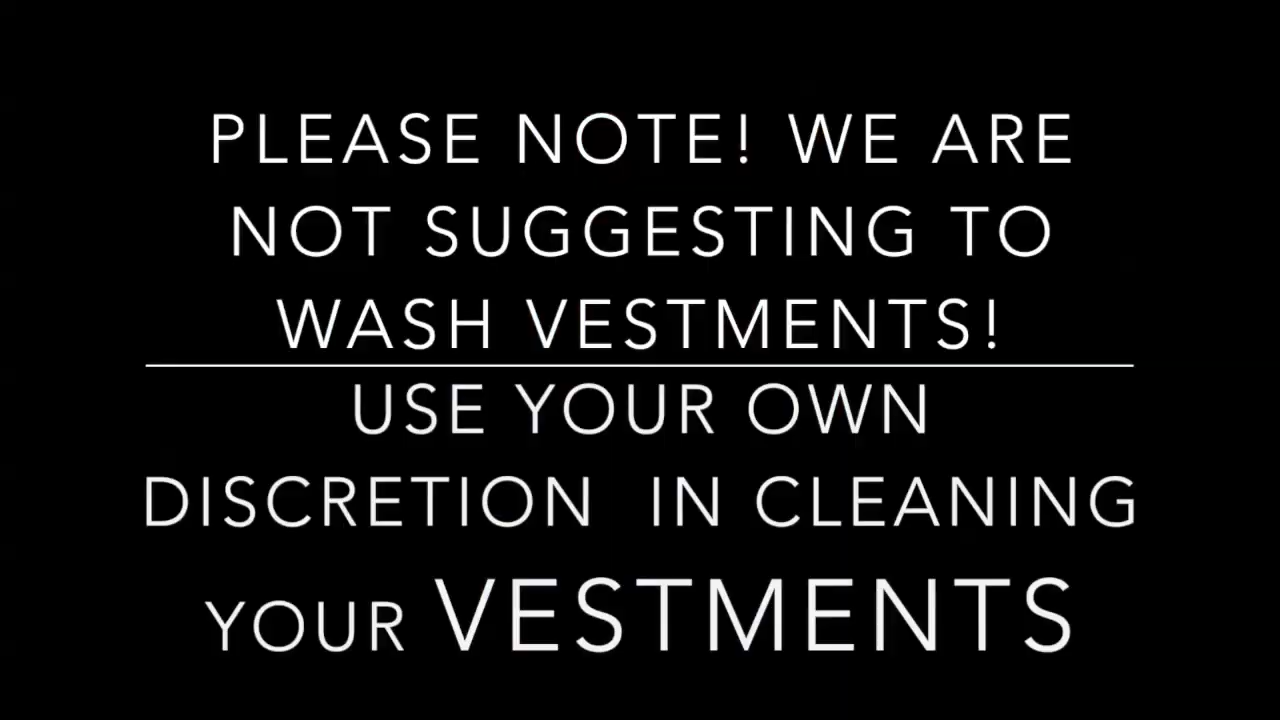 PLEASE NOTE! WE ARE
NOT SUGGESTING TO
WASH VESTMENTS!
USE YOUR OWN
DISCRETION IN CLEANING
YOUR VESTMENTS